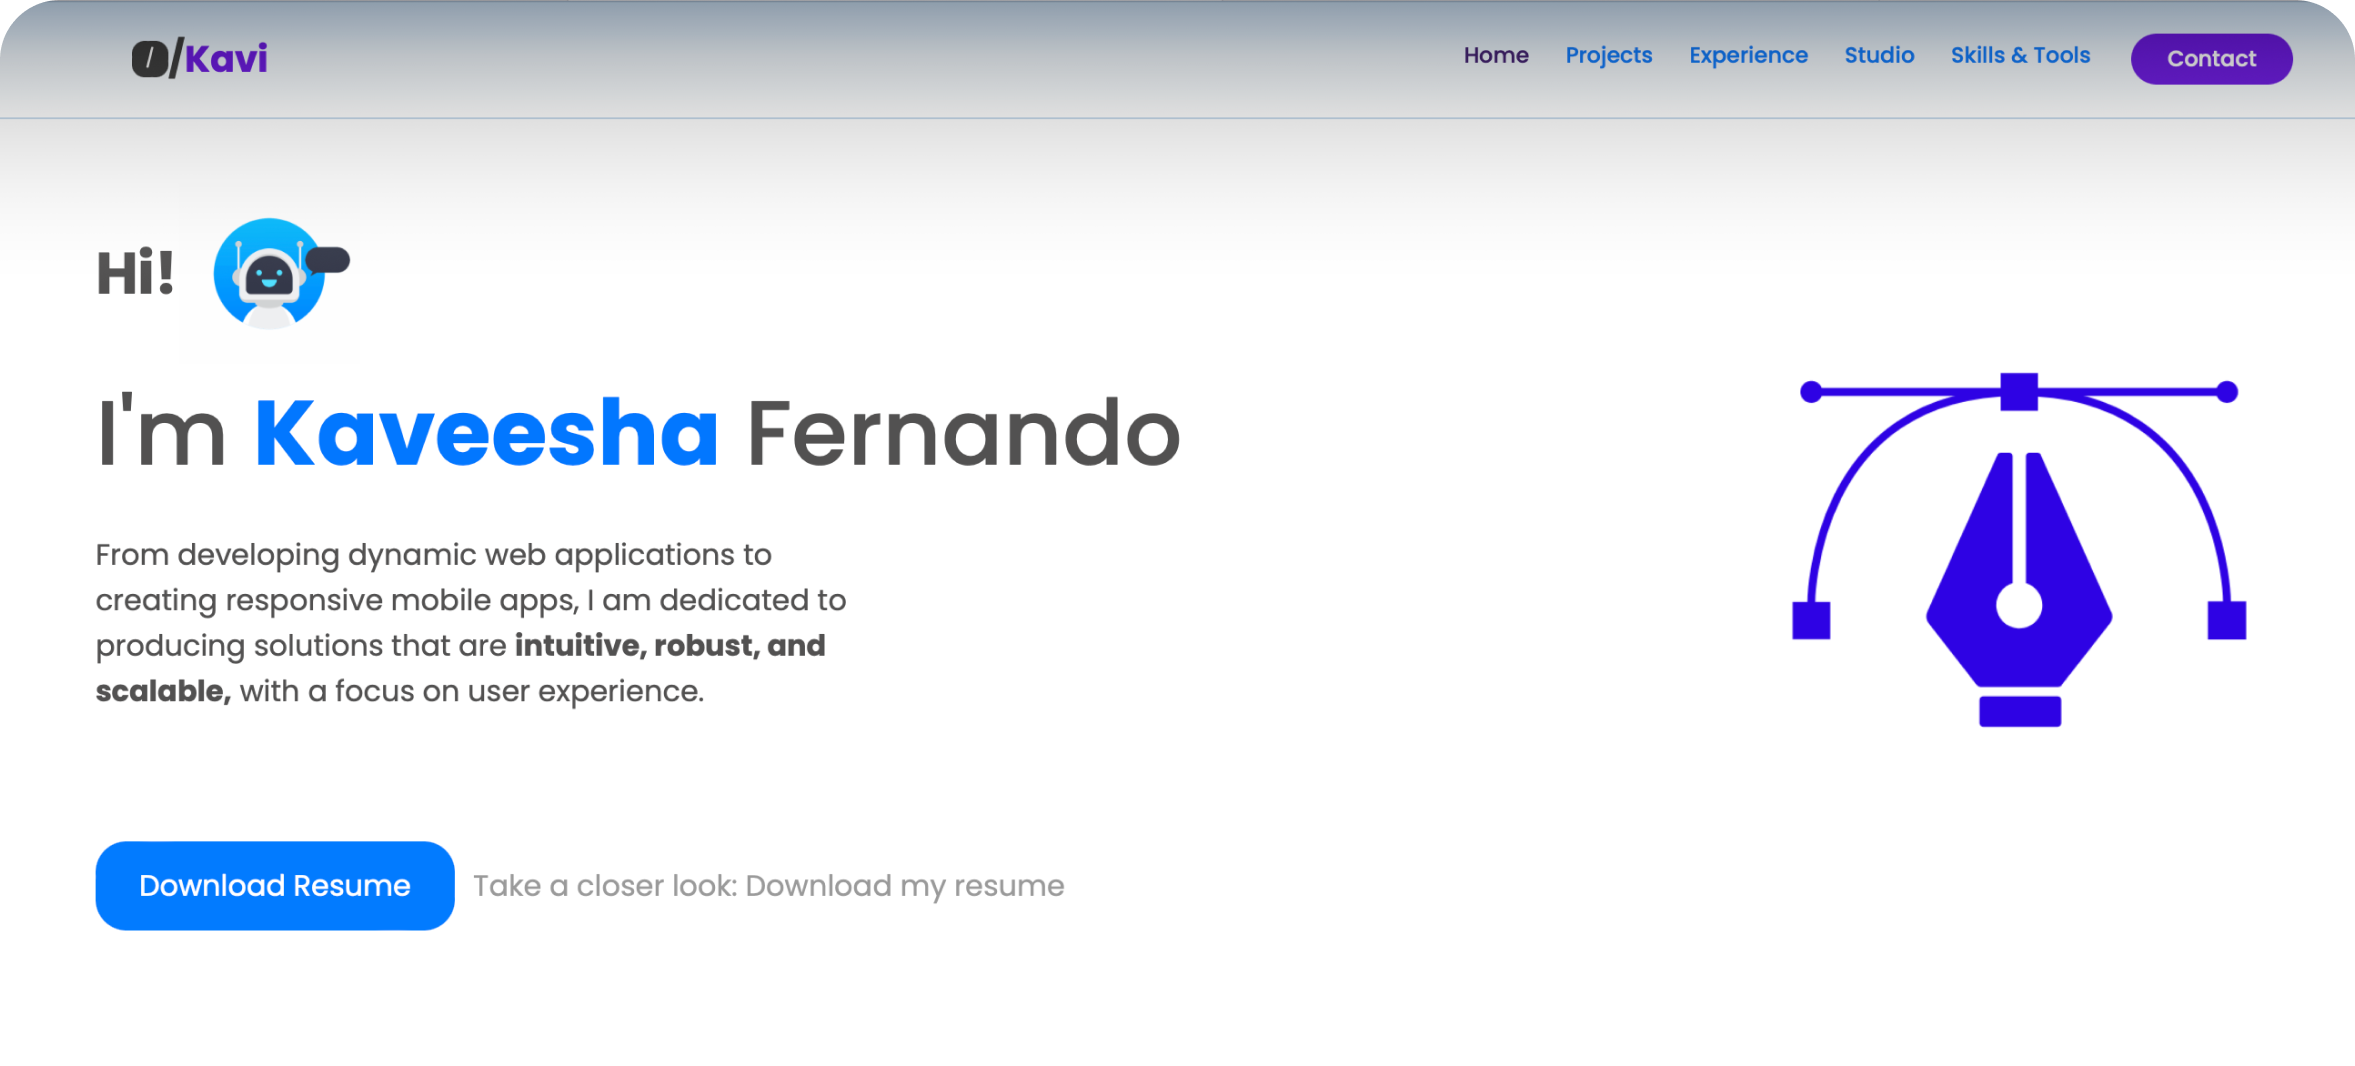 /Kavi
Home
Projects
Experience
Studio
Skills & Tools
Contact
Hi!
I'm Kaveesha Fernando
From developing dynamic web applications to
creating responsive mobile apps, I am dedicated to
producing solutions that are intuitive, robust, and
scalable, with a focus on user experience.
Download Resume
Take a closer look: Download my resume